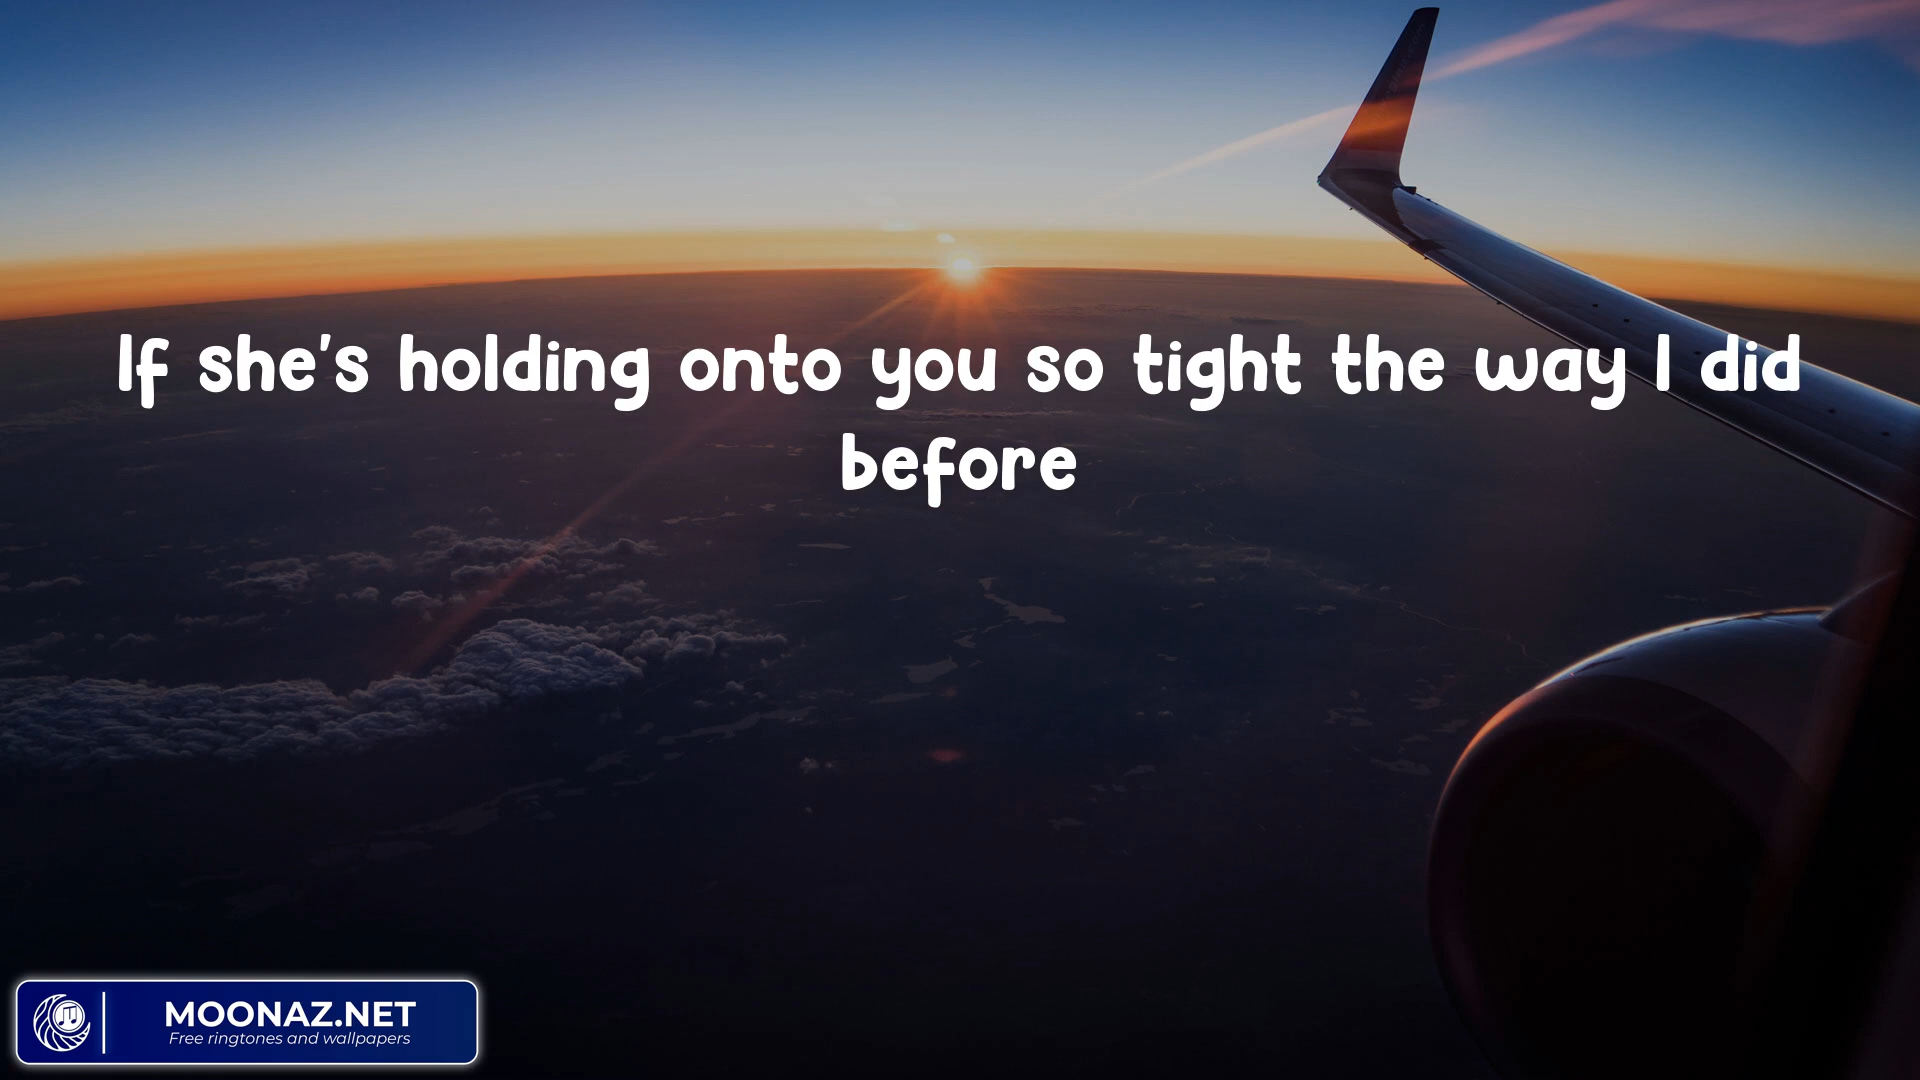 If she's holding onto you so tight the way I did
before
MOONAZ.NET
Free ringtones and wallpapers